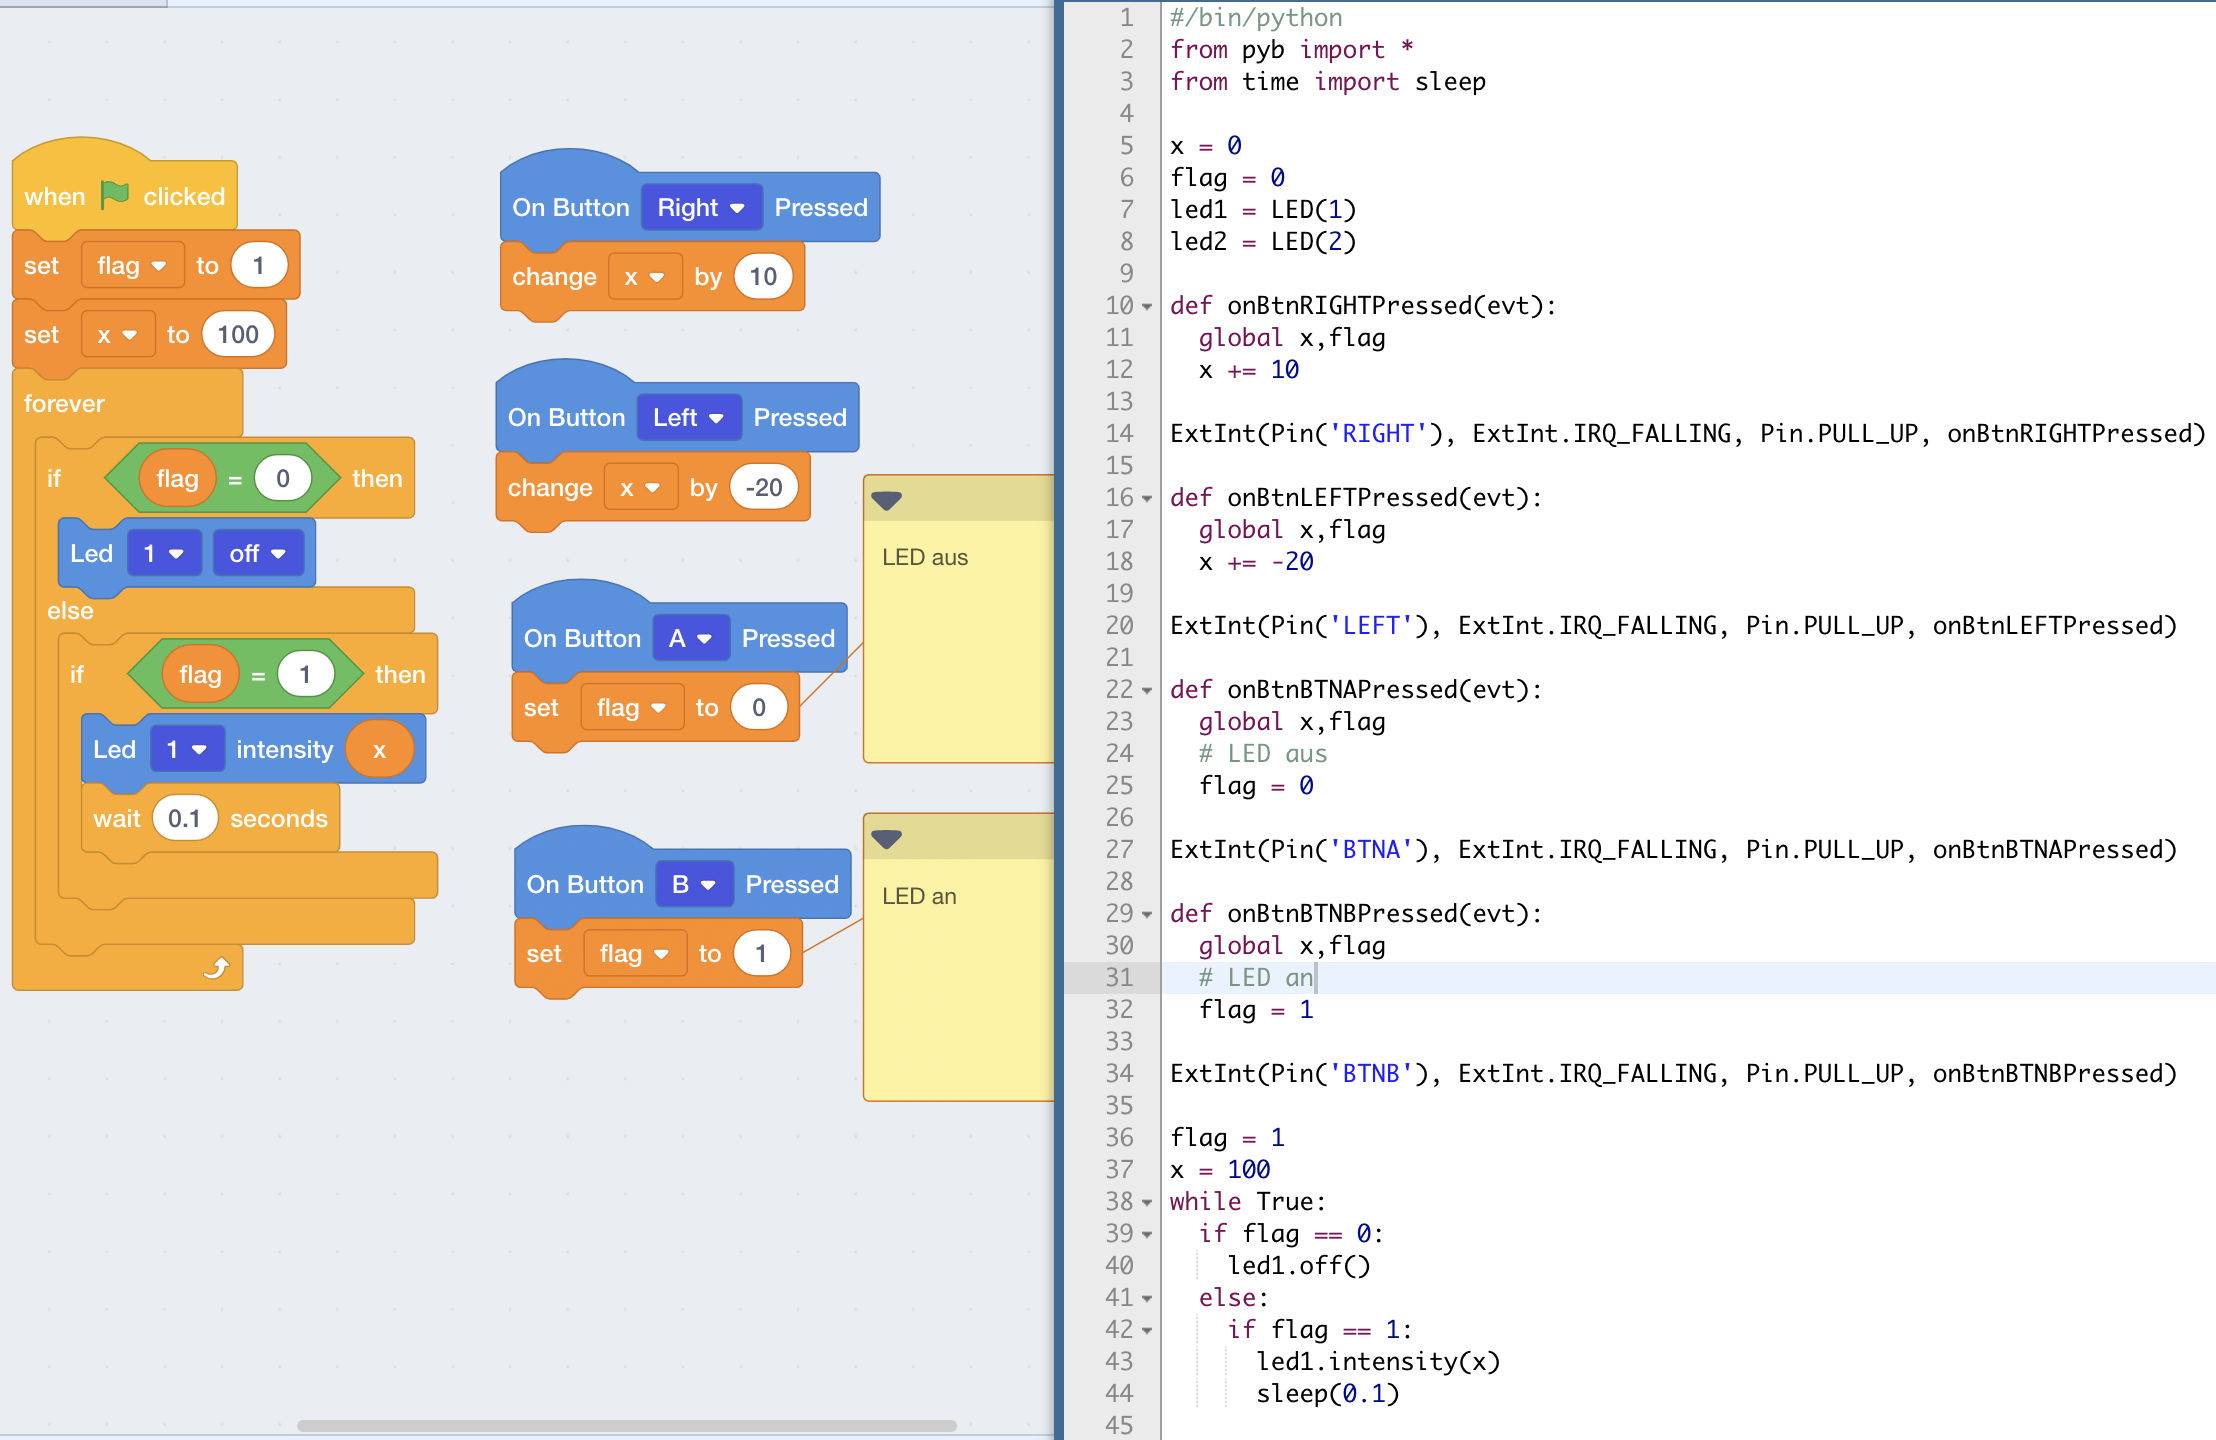 when clicked
set flag to 1
set x to 100
forever
if flag = 0 then
Led 1 off
else
if flag = 1 then
Led 1 intensity x
wait 0.1 seconds
On Button Right Pressed
change x by 10
On Button Left Pressed
change x by -20
On Button A Pressed
set flag to 0
On Button B Pressed
set flag to 1
LED aus
LED an
1 #/bin/python
2 from pyb import *
3 from time import sleep
4
5 x = 0
6 flag = 0
7 led1 = LED(1)
8 led2 = LED(2)
9
10 def onBtnRIGHTPressed(evt):
11   global x,flag
12   x += 10
13
14 ExtInt(Pin('RIGHT'), ExtInt.IRQ_FALLING, Pin.PULL_UP, onBtnRIGHTPressed)
15
16 def onBtnLEFTPressed(evt):
17   global x,flag
18   x += -20
19
20 ExtInt(Pin('LEFT'), ExtInt.IRQ_FALLING, Pin.PULL_UP, onBtnLEFTPressed)
21
22 def onBtnBTNAPressed(evt):
23   global x,flag
24   # LED aus
25   flag = 0
26
27 ExtInt(Pin('BTNA'), ExtInt.IRQ_FALLING, Pin.PULL_UP, onBtnBTNAPressed)
28
29 def onBtnBTNBPressed(evt):
30   global x,flag
31   # LED an
32   flag = 1
33
34 ExtInt(Pin('BTNB'), ExtInt.IRQ_FALLING, Pin.PULL_UP, onBtnBTNBPressed)
35
36 flag = 1
37 x = 100
38 while True:
39   if flag == 0:
40     led1.off()
41   else:
42     if flag == 1:
43       led1.intensity(x)
44       sleep(0.1)
45